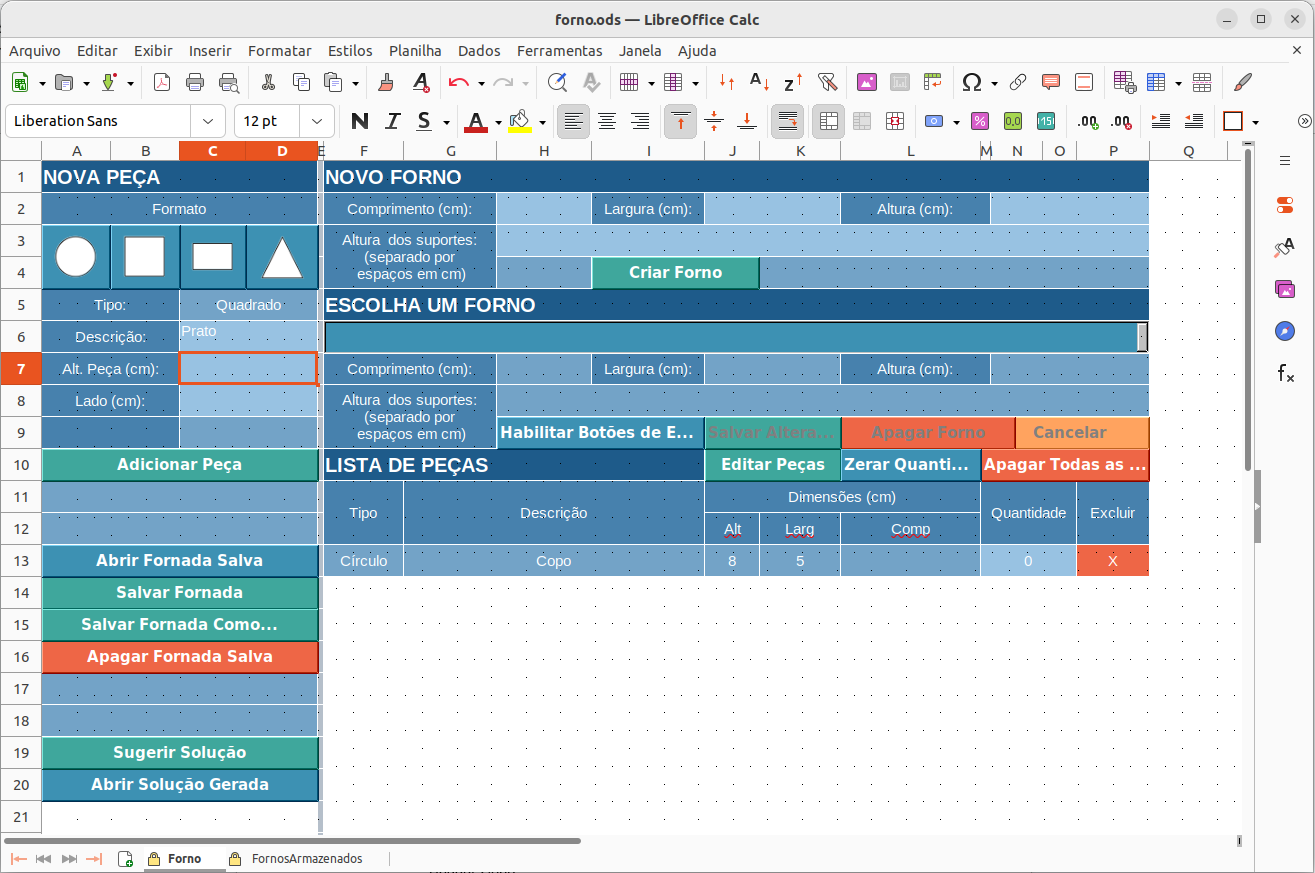 forno.ods — LibreOffice Calc
Arquivo Editar Exibir Inserir Formatar Estilos Planilha Dados Ferramentas Janela Ajuda
Liberation Sans 12 pt N I S
A B C D E F G H I J K L M N O P Q
1 NOVA PEÇA NOVO FORNO
2 Formato Comprimento (cm): Largura (cm): Altura (cm):
3 Altura dos suportes:
(separado por
4 espaços em cm) Criar Forno
5 Tipo: Quadrado ESCOLHA UM FORNO
6 Descrição: Prato
7 Alt. Peça (cm): Comprimento (cm): Largura (cm): Altura (cm):
8 Lado (cm): Altura dos suportes:
(separado por
9 espaços em cm) Habilitar Botões de E... Salvar Altera... Apagar Forno Cancelar
10 Adicionar Peça LISTA DE PEÇAS Editar Peças Zerar Quanti... Apagar Todas as ...
11 Dimensões (cm)
Tipo Descrição Quantidade Excluir
12 Alt Larg Comp
13 Abrir Fornada Salva Círculo Copo 8 5 0 X
14 Salvar Fornada
15 Salvar Fornada Como...
16 Apagar Fornada Salva
17
18
19 Sugerir Solução
20 Abrir Solução Gerada
21
Forno FornosArmazenados